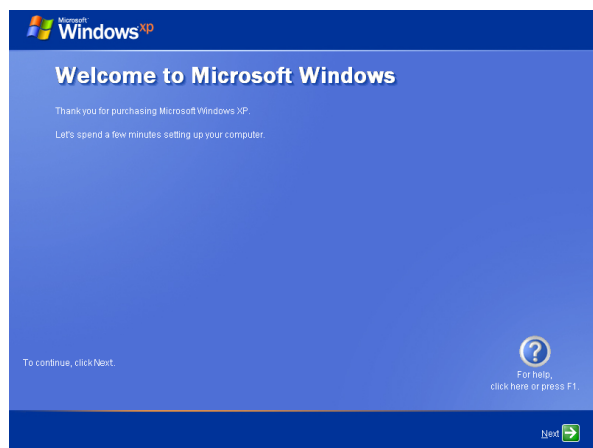 Microsoft
Windows xp
Welcome to Microsoft Windows
Thank you for purchasing Microsoft Windows XP.
Let's spend a few minutes setting up your computer.
To continue, click Next.
For help,
click here or press F1.
Next